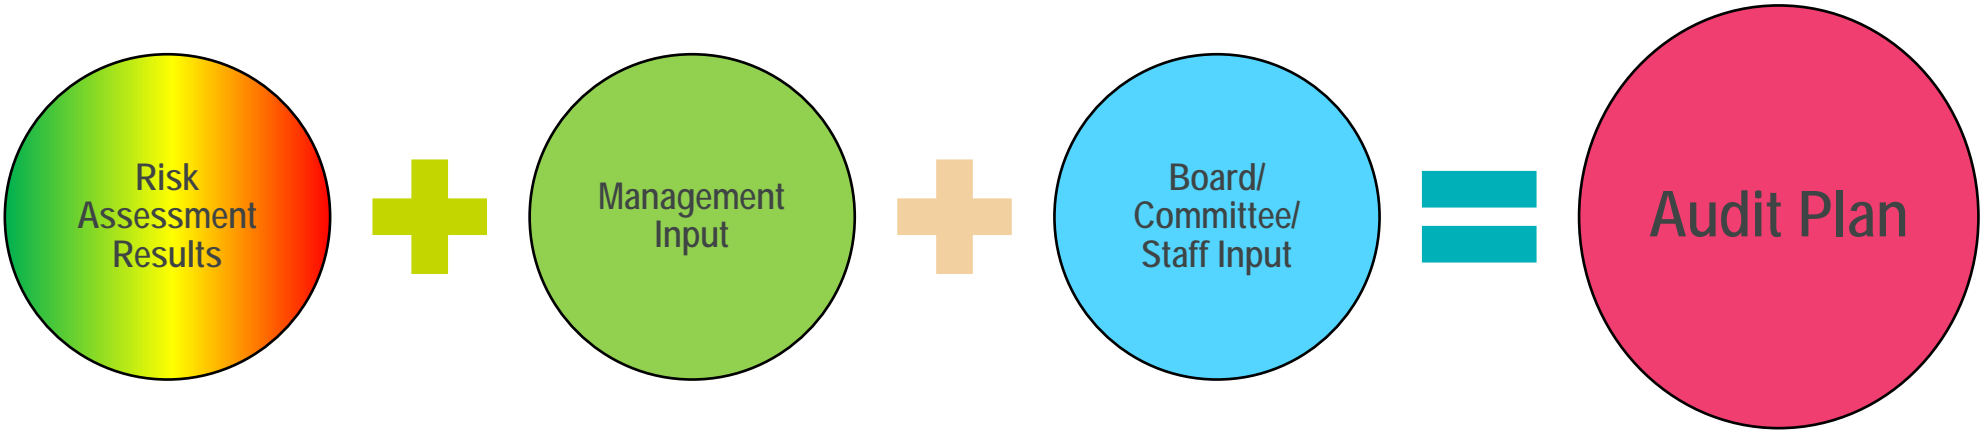 Risk
Assessment
Results
Management
Input
Board/
Committee/
Staff Input
Audit Plan